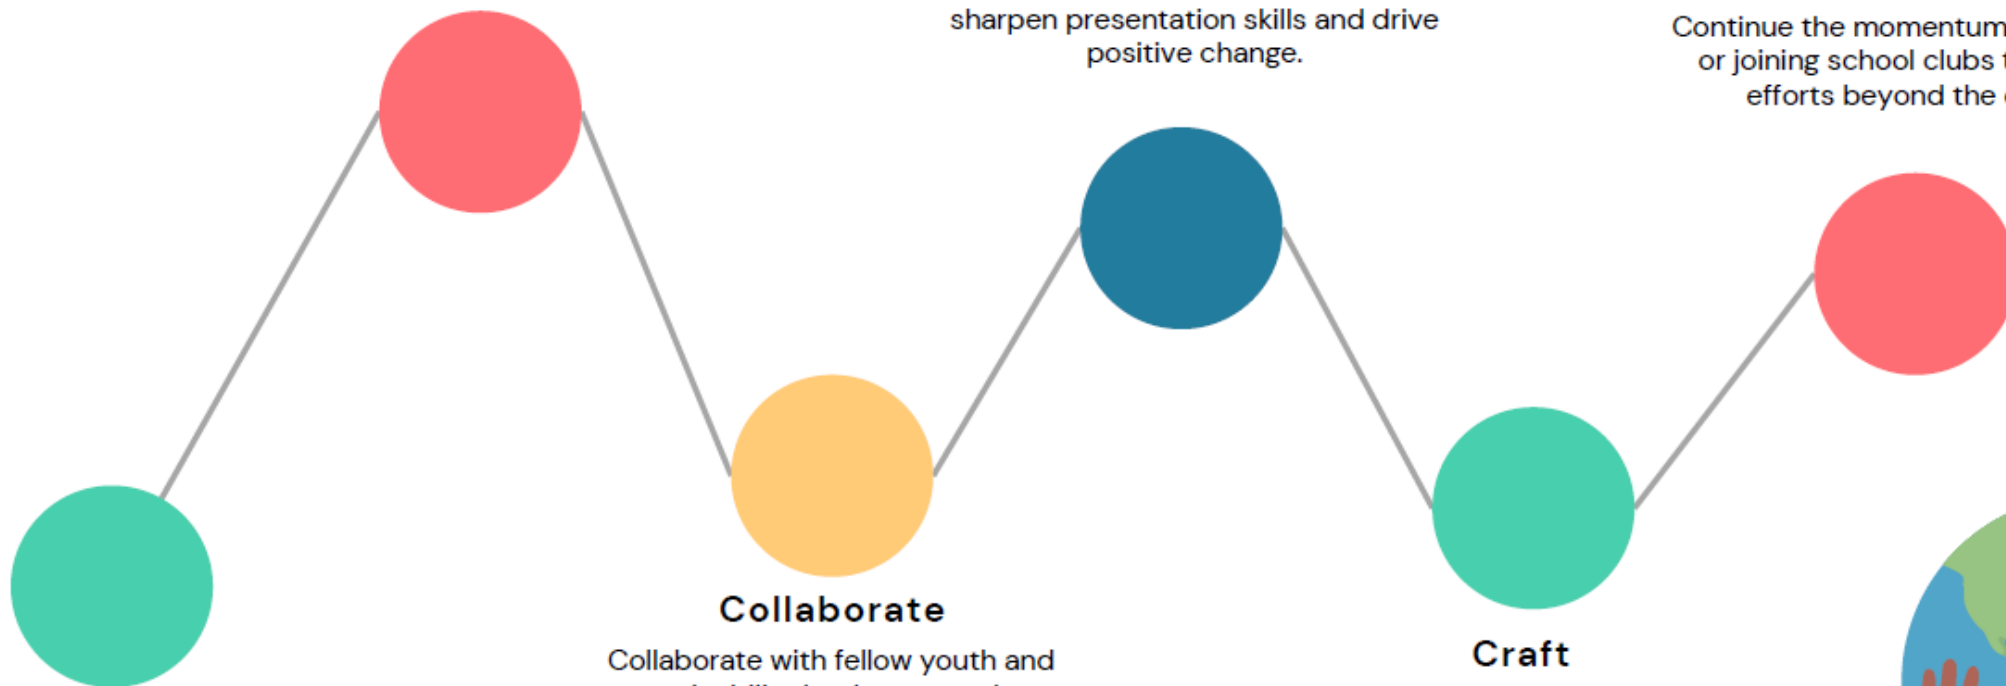 sharpen presentation skills and drive
positive change.
Continue the momentum
or joining school clubs
efforts beyond the
Collaborate
Collaborate with fellow youth and
Craft